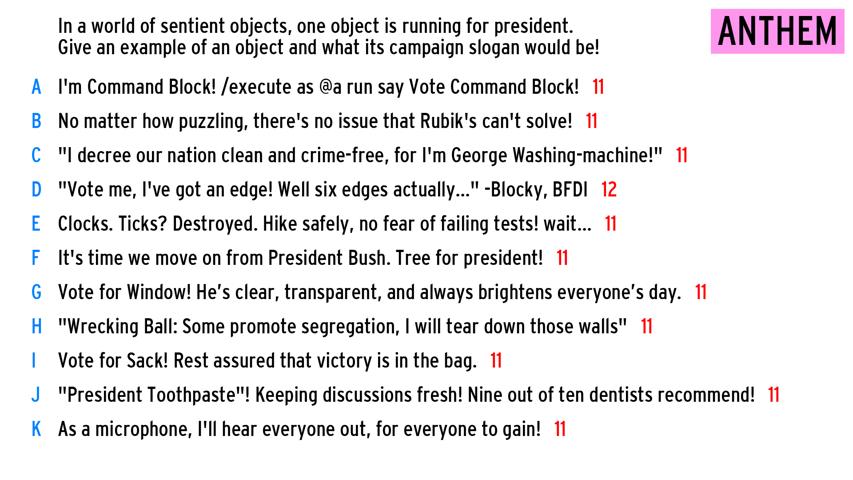 In a world of sentient objects, one object is running for president.
Give an example of an object and what its campaign slogan would be!
ANTHEM
A I'm Command Block! /execute as @a run say Vote Command Block! 11
B No matter how puzzling, there's no issue that Rubik's can't solve! 11
C "I decree our nation clean and crime-free, for I'm George Washing-machine!" 11
D "Vote me, I've got an edge! Well six edges actually..." -Blocky, BFDI 12
E Clocks. Ticks? Destroyed. Hike safely, no fear of failing tests! wait... 11
F It's time we move on from President Bush. Tree for president! 11
G Vote for Window! He’s clear, transparent, and always brightens everyone’s day. 11
H "Wrecking Ball: Some promote segregation, I will tear down those walls" 11
I Vote for Sack! Rest assured that victory is in the bag. 11
J "President Toothpaste"! Keeping discussions fresh! Nine out of ten dentists recommend! 11
K As a microphone, I'll hear everyone out, for everyone to gain! 11